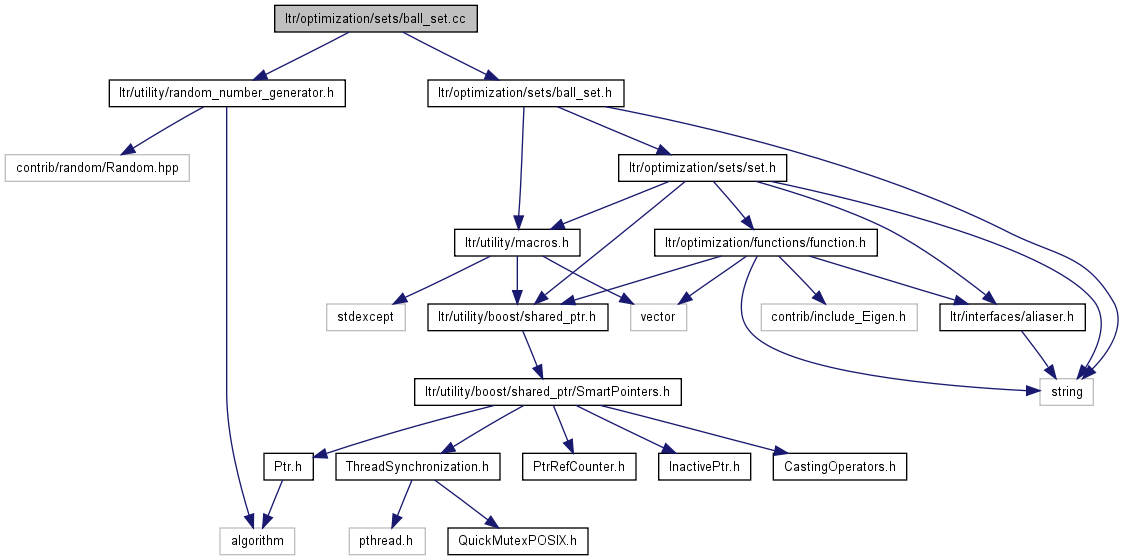 ltr/optimization/sets/ball_set.cc
ltr/utility/random_number_generator.h
ltr/optimization/sets/ball_set.h
contrib/random/Random.hpp
ltr/optimization/sets/set.h
ltr/utility/macros.h
ltr/optimization/functions/function.h
stdexcept
ltr/utility/boost/shared_ptr.h
vector
contrib/include_Eigen.h
ltr/interfaces/aliaser.h
ltr/utility/boost/shared_ptr/SmartPointers.h
string
Ptr.h
ThreadSynchronization.h
PtrRefCounter.h
InactivePtr.h
CastingOperators.h
algorithm
pthread.h
QuickMutexPOSIX.h